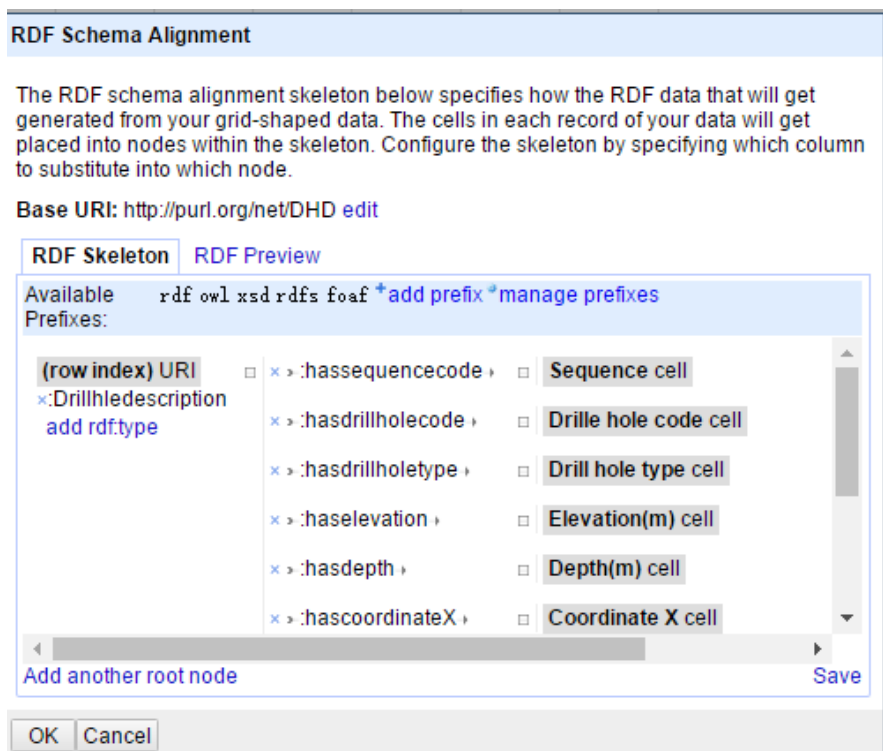 RDF Schema Alignment
The RDF schema alignment skeleton below specifies how the RDF data that will get
generated from your grid-shaped data. The cells in each record of your data will get
placed into nodes within the skeleton. Configure the skeleton by specifying which column
to substitute into which node.
Base URI: http://purl.org/net/DHD edit
RDF Skeleton RDF Preview
Available Prefixes: rdf owl xsd rdfs foaf +add prefix manage prefixes
(row index) URI × :hassequencecode Sequence cell
×:Drillhledescription
add rdf:type × :hasdrillholecode Drille hole code cell
× :hasdrillholetype Drill hole type cell
× :haselevation Elevation(m) cell
× :hasdepth Depth(m) cell
× :hascoordinateX Coordinate X cell
Add another root node Save
OK Cancel